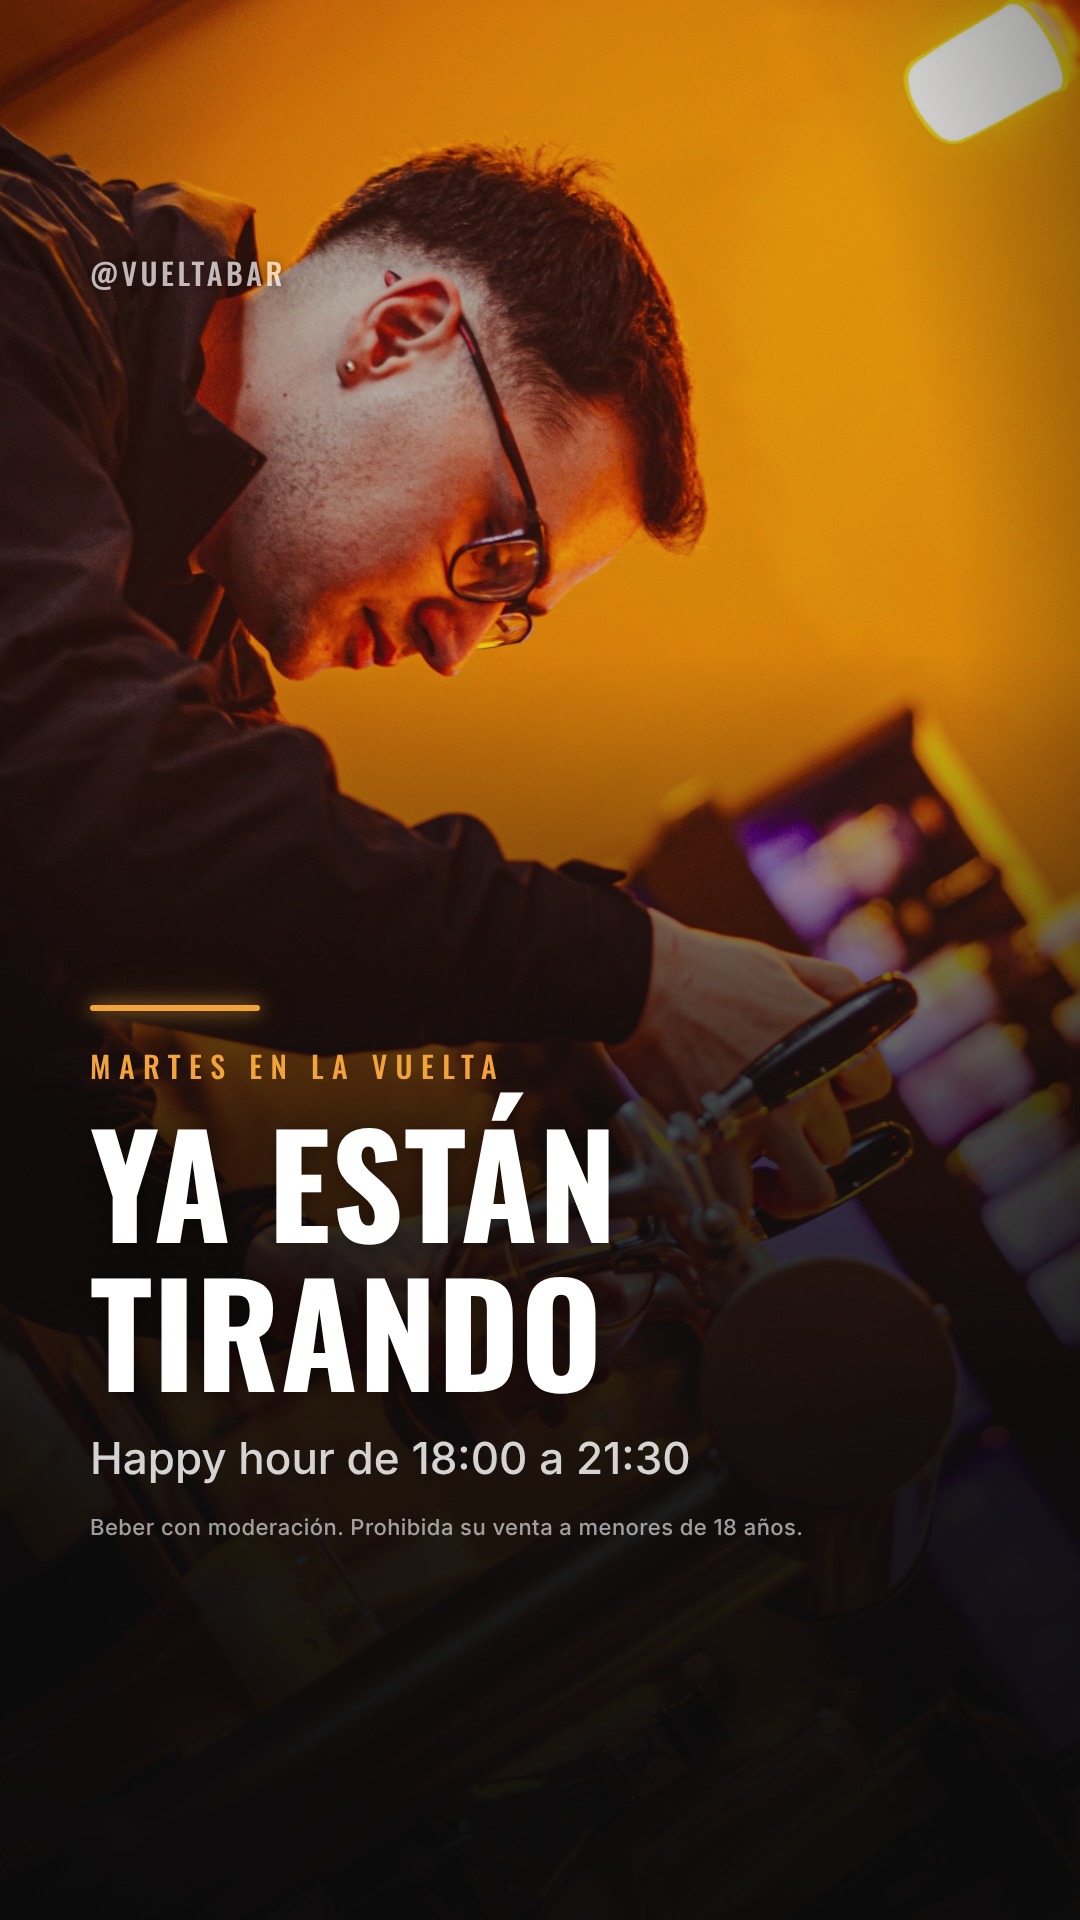 @VUELTABAR
MARTES EN LA VUELTA
YA ESTÁN
TIRANDO
Happy hour de 18:00 a 21:30
Beber con moderación. Prohibida su venta a menores de 18 años.